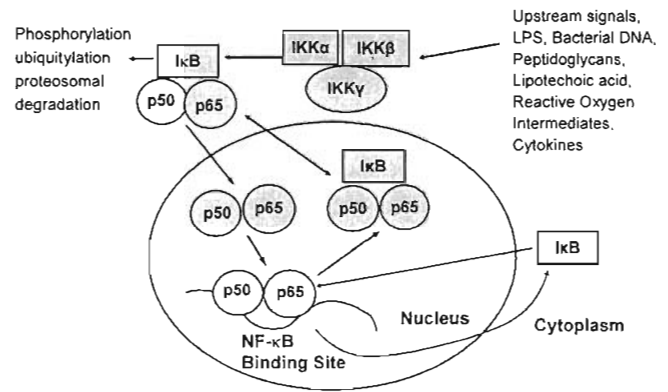 Phosphorylation
ubiquitylation
proteosomal
degradation
IκB
p50
p65
IKKα
IKKβ
IKKγ
Upstream signals,
LPS, Bacterial DNA,
Peptidoglycans,
Lipotechoic acid,
Reactive Oxygen
Intermediates,
Cytokines
IκB
p50
p65
p50
p65
IκB
p50
p65
Nucleus
Cytoplasm
NF-κB
Binding Site